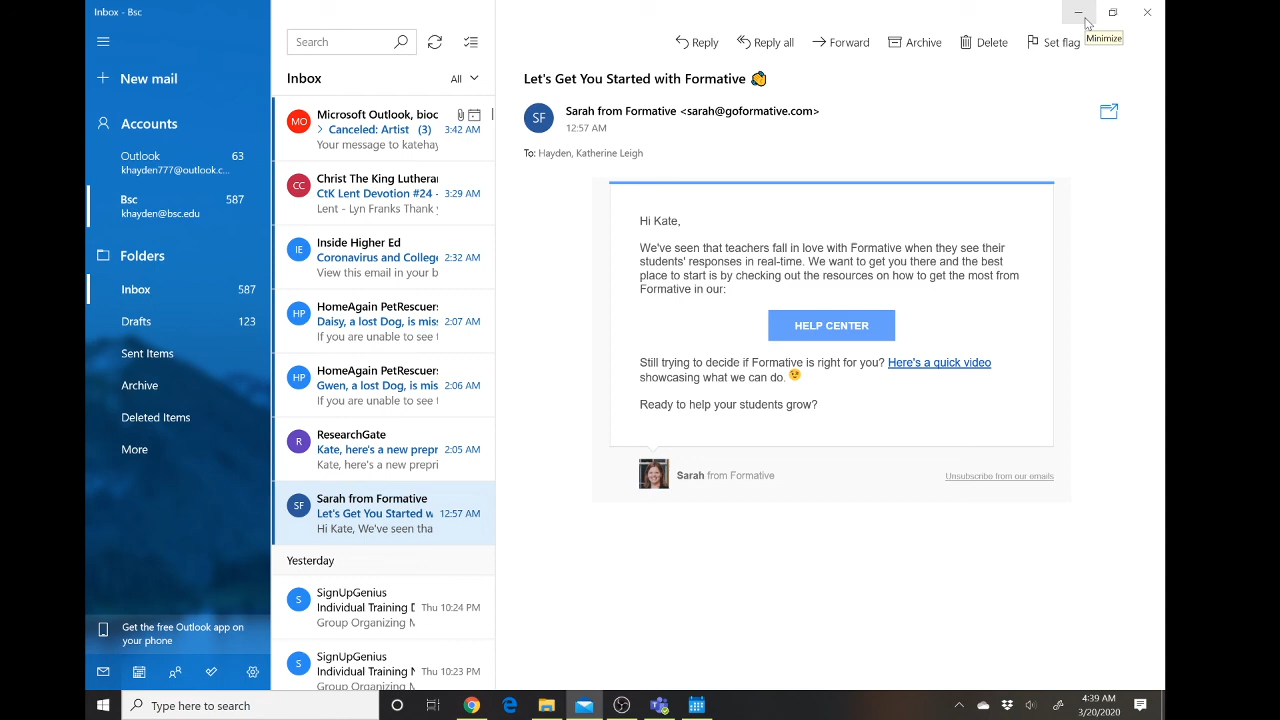 Inbox - Bsc
Minimize
Search
Reply
Reply all
Forward
Archive
Delete
Set flag
New mail
Accounts
Outlook 63
khayden777@outlook.c...
Bsc 587
khayden@bsc.edu
Folders
Inbox 587
Drafts 123
Sent Items
Archive
Deleted Items
More
Get the free Outlook app on
your phone
Inbox
All
MO
Microsoft Outlook, bioc
Canceled: Artist (3) 3:42 AM
Your message to katehay
CC
Christ The King Lutheran
CtK Lent Devotion #24 - 3:29 AM
Lent - Lyn Franks Thank y
IE
Inside Higher Ed
Coronavirus and College 2:32 AM
View this email in your b
HP
HomeAgain PetRescuers
Daisy, a lost Dog, is miss 2:07 AM
If you are unable to see t
HP
HomeAgain PetRescuers
Gwen, a lost Dog, is mis 2:06 AM
If you are unable to see t
R
ResearchGate
Kate, here's a new prepr 2:05 AM
Kate, here's a new prepri
SF
Sarah from Formative
Let's Get You Started w 12:57 AM
Hi Kate, We've seen tha
Yesterday
S
SignUpGenius
Individual Training D Thu 10:24 PM
Group Organizing M
S
SignUpGenius
Individual Training N Thu 10:23 PM
Let's Get You Started with Formative 👋
SF
Sarah from Formative <sarah@goformative.com>
12:57 AM
To: Hayden, Katherine Leigh
Hi Kate,
We've seen that teachers fall in love with Formative when they see their
students' responses in real-time. We want to get you there and the best
place to start is by checking out the resources on how to get the most from
Formative in our:
HELP CENTER
Still trying to decide if Formative is right for you? Here's a quick video
showcasing what we can do. 😉
Ready to help your students grow?
Sarah from Formative
Unsubscribe from our emails
Type here to search
4:39 AM
3/20/2020